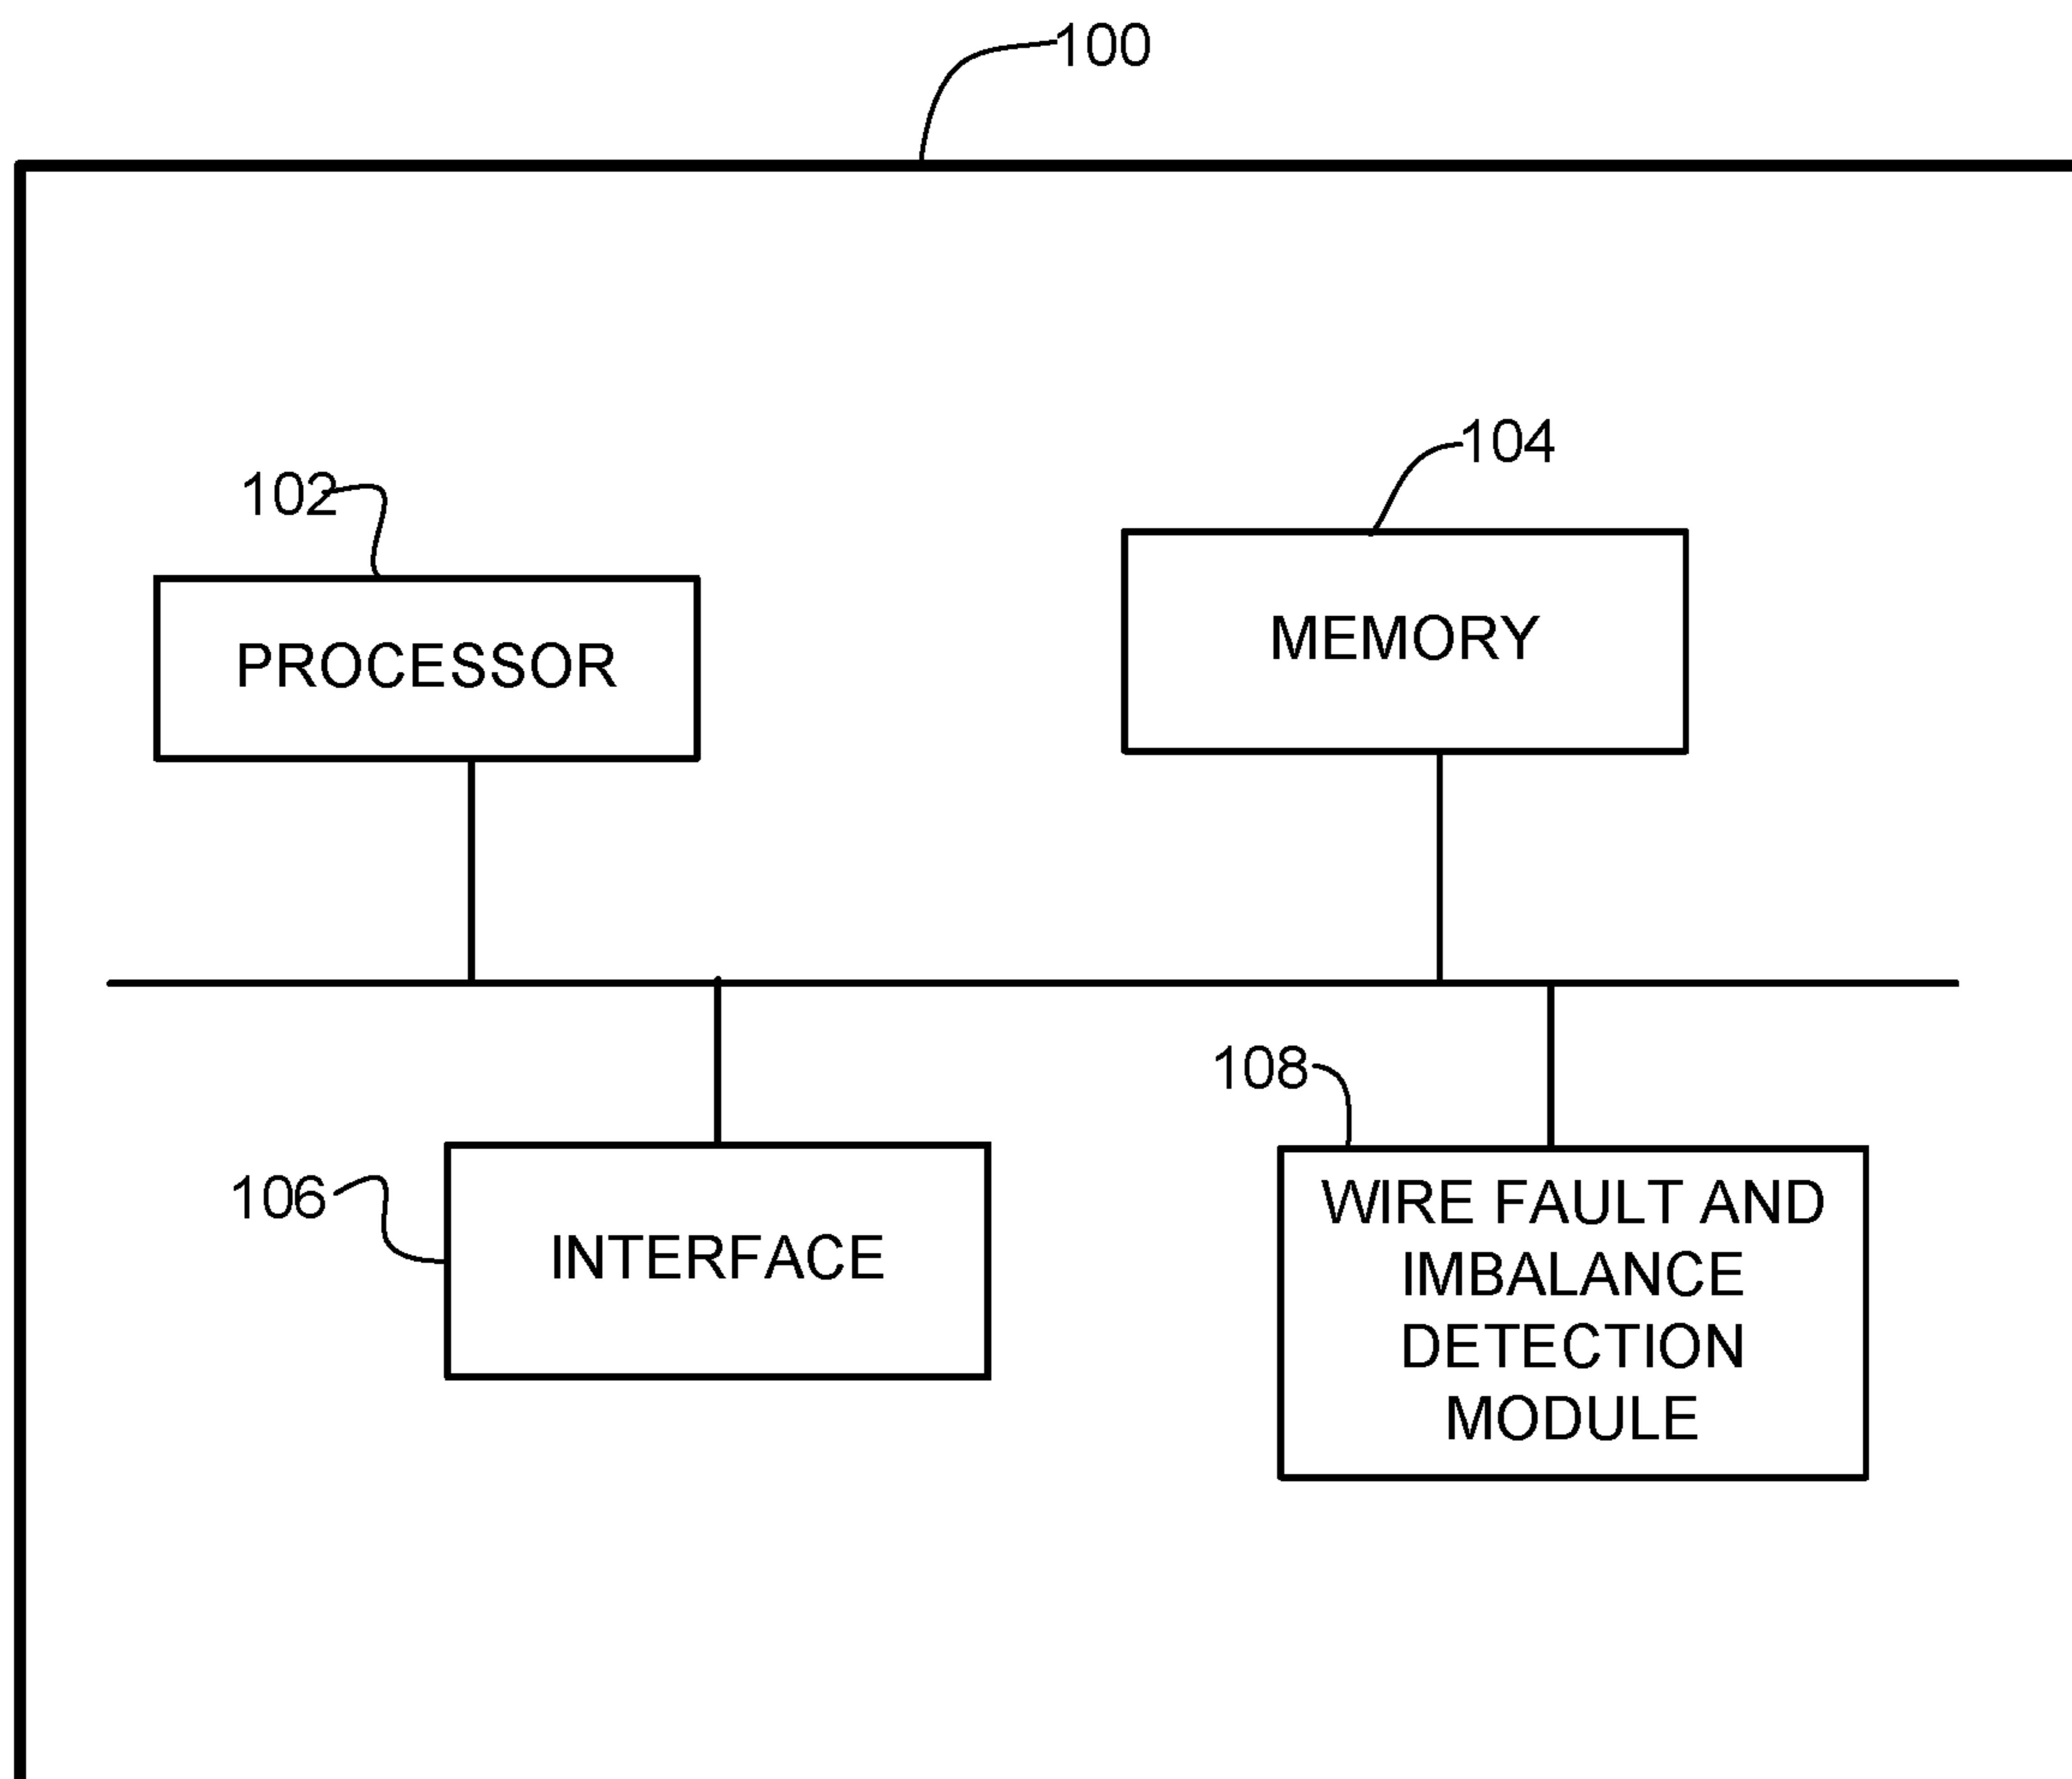 100
104
102
MEMORY
PROCESSOR
108
106
WIRE FAULT AND
IMBALANCE
DETECTION
MODULE
INTERFACE